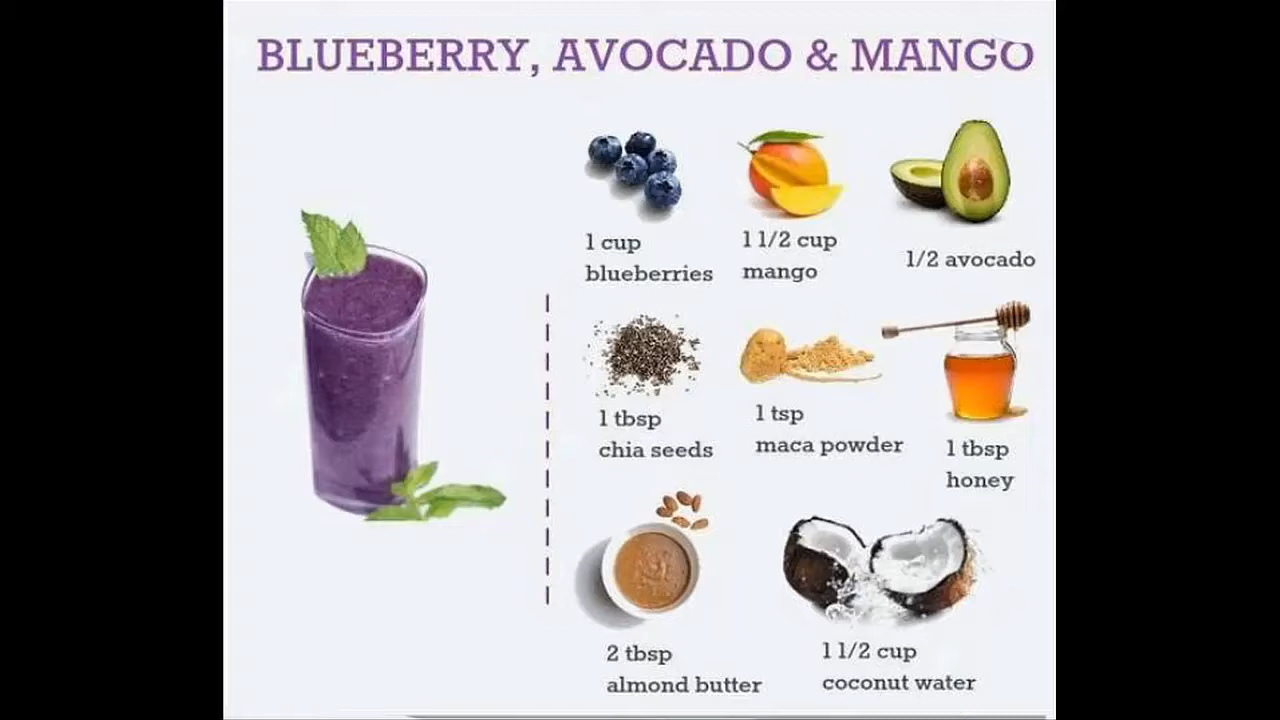 BLUEBERRY, AVOCADO & MANGO
1 cup
blueberries
1 1/2 cup
mango
1/2 avocado
1 tbsp
chia seeds
1 tsp
maca powder
1 tbsp
honey
2 tbsp
almond butter
1 1/2 cup
coconut water